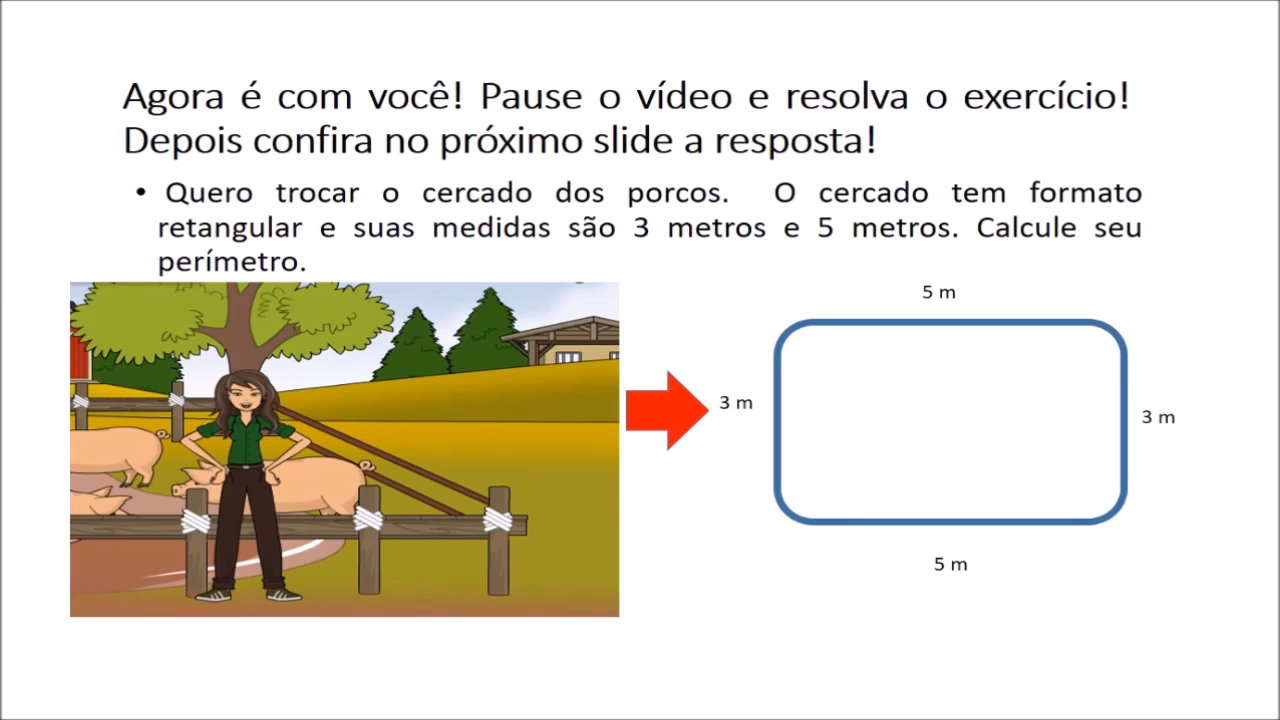 Agora é com você! Pause o vídeo e resolva o exercício!
Depois confira no próximo slide a resposta!
• Quero trocar o cercado dos porcos. O cercado tem formato
retangular e suas medidas são 3 metros e 5 metros. Calcule seu
perímetro.
5 m
3 m
3 m
5 m